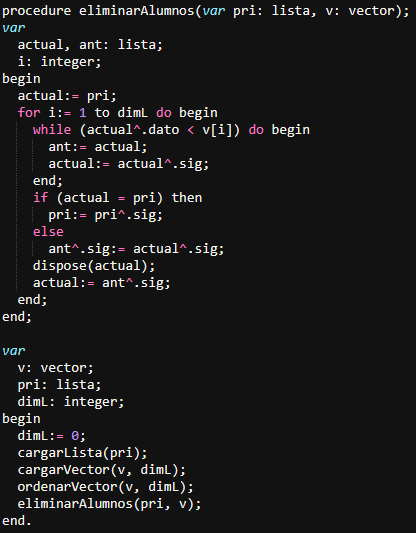 procedure eliminarAlumnos(var pri: lista, v: vector);
var
  actual, ant: lista;
  i: integer;
begin
  actual:= pri;
  for i:= 1 to dimL do begin
    while (actual^.dato < v[i]) do begin
      ant:= actual;
      actual:= actual^.sig;
    end;
    if (actual = pri) then
      pri:= pri^.sig;
    else
      ant^.sig:= actual^.sig;
    dispose(actual);
    actual:= ant^.sig;
  end;
end;

var
  v: vector;
  pri: lista;
  dimL: integer;
begin
  dimL:= 0;
  cargarLista(pri);
  cargarVector(v, dimL);
  ordenarVector(v, dimL);
  eliminarAlumnos(pri, v);
end.